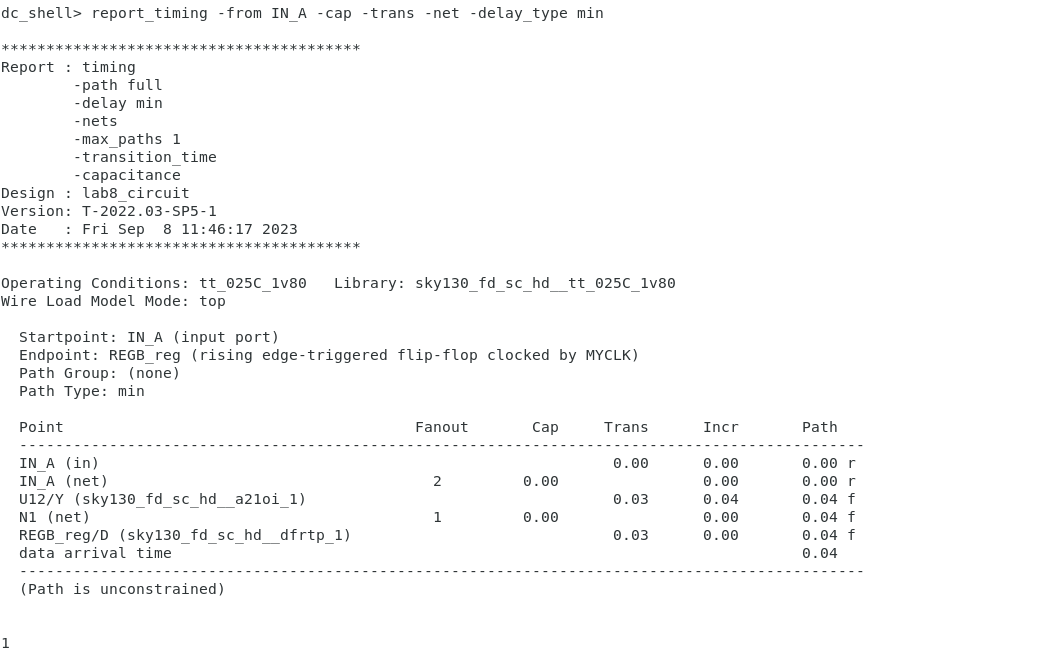 dc_shell> report_timing -from IN_A -cap -trans -net -delay_type min
****************************************
Report : timing
        -path full
        -delay min
        -nets
        -max_paths 1
        -transition_time
        -capacitance
Design : lab8_circuit
Version: T-2022.03-SP5-1
Date   : Fri Sep  8 11:46:17 2023
****************************************
Operating Conditions: tt_025C_1v80   Library: sky130_fd_sc_hd__tt_025C_1v80
Wire Load Model Mode: top
  Startpoint: IN_A (input port)
  Endpoint: REGB_reg (rising edge-triggered flip-flop clocked by MYCLK)
  Path Group: (none)
  Path Type: min
  Point                                       Fanout       Cap     Trans      Incr       Path
  ----------------------------------------------------------------------------------------------
  IN_A (in)                                                         0.00      0.00       0.00 r
  IN_A (net)                                    2         0.00                0.00       0.00 r
  U12/Y (sky130_fd_sc_hd__a21oi_1)                                  0.03      0.04       0.04 f
  N1 (net)                                      1         0.00                0.00       0.04 f
  REGB_reg/D (sky130_fd_sc_hd__dfrtp_1)                             0.03      0.00       0.04 f
  data arrival time                                                                      0.04
  ----------------------------------------------------------------------------------------------
  (Path is unconstrained)
1